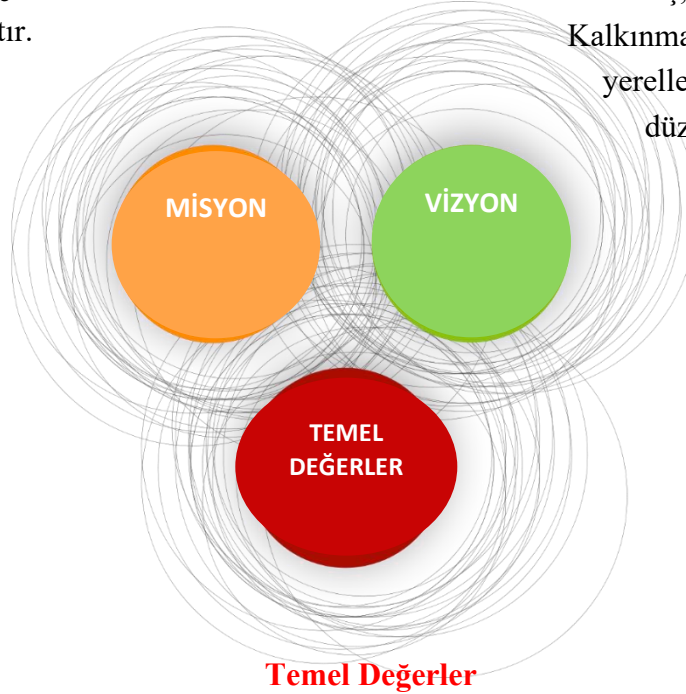 tır.
Kalkınma
yerelle
düz
MİSYON
VİZYON
TEMEL
DEĞERLER
Temel Değerler